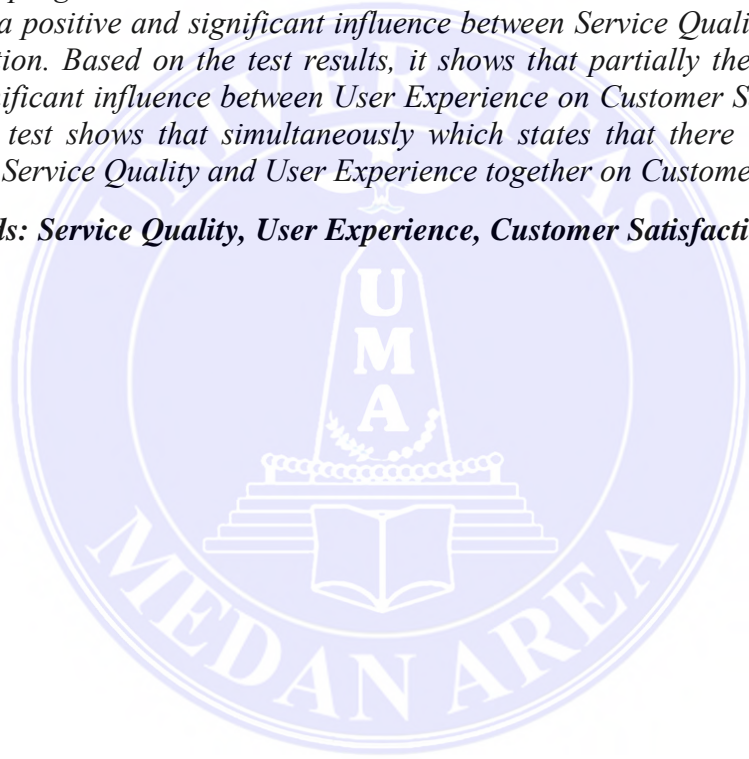 a positive and significant influence between Service Quali
tion. Based on the test results, it shows that partially the
nificant influence between User Experience on Customer S
test shows that simultaneously which states that there
Service Quality and User Experience together on Custome
ds: Service Quality, User Experience, Customer Satisfacti
UNIVERSITAS
U
M
A
MEDAN AREA